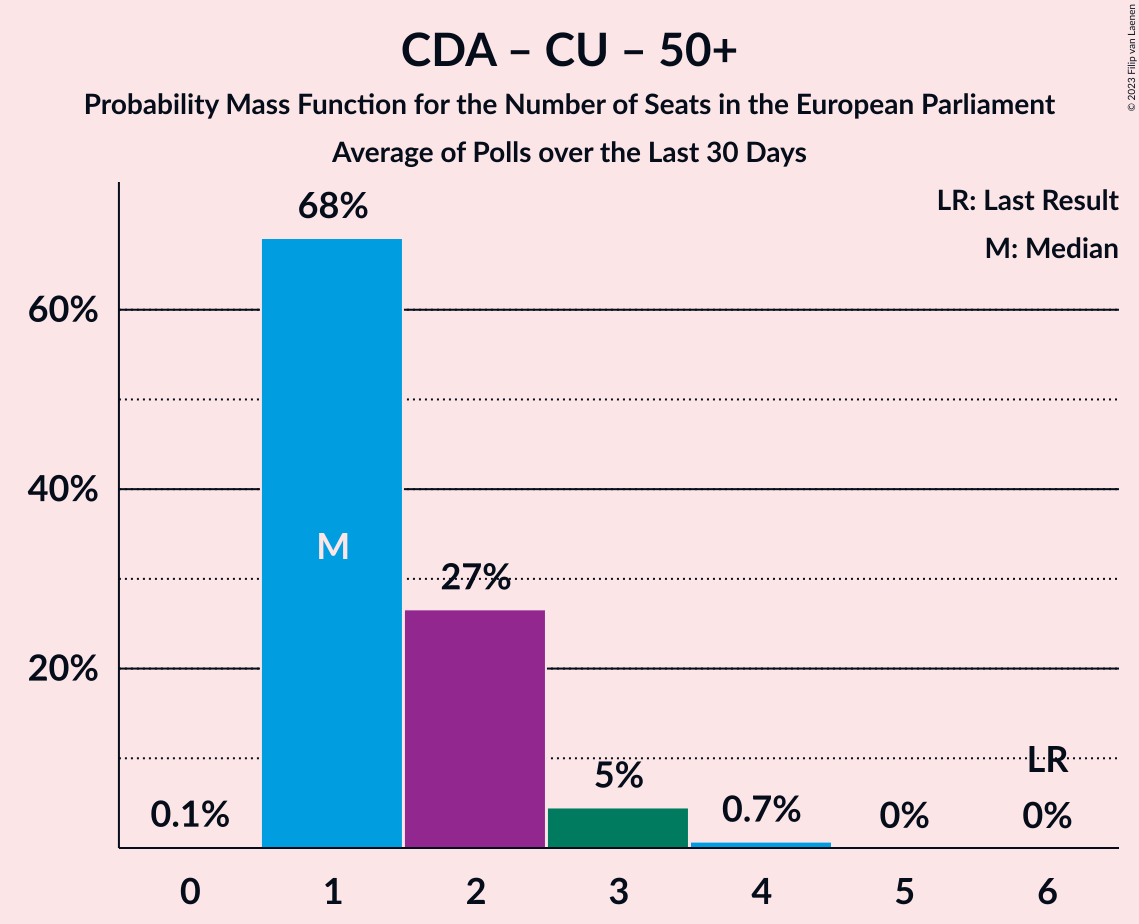 CDA – CU – 50+
Probability Mass Function for the Number of Seats in the European Parliament
Average of Polls over the Last 30 Days
© 2023 Filip van Laenen
LR: Last Result
M: Median
68%
60%
40%
M
27%
20%
LR
5%
0.1%
0.7%
0%
0%
0 1 2 3 4 5 6